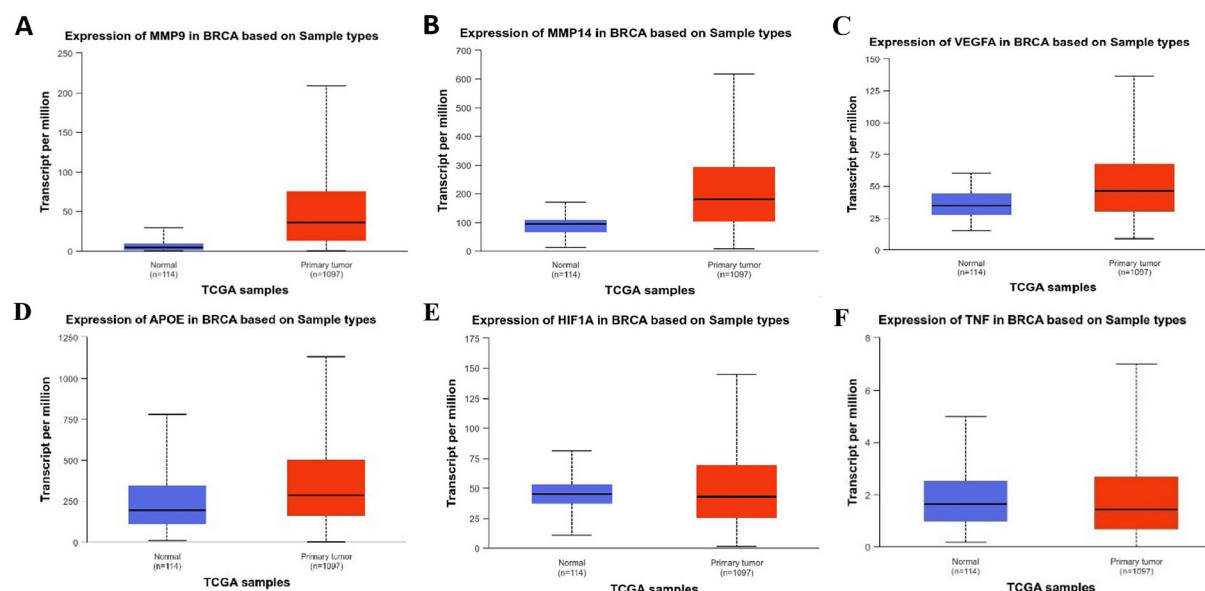 A
Expression of MMP9 in BRCA based on Sample types
250
200
150
100
50
0
Transcript per million
Normal
(n=114)
Primary tumor
(n=1097)
TCGA samples
B
Expression of MMP14 in BRCA based on Sample types
700
600
500
400
300
200
100
0
Transcript per million
Normal
(n=114)
Primary tumor
(n=1097)
TCGA samples
C
Expression of VEGFA in BRCA based on Sample types
150
125
100
75
50
25
0
Transcript per million
Normal
(n=114)
Primary tumor
(n=1097)
TCGA samples
D
Expression of APOE in BRCA based on Sample types
1250
1000
750
500
250
0
Transcript per million
Normal
(n=114)
Primary tumor
(n=1097)
TCGA samples
E
Expression of HIF1A in BRCA based on Sample types
175
150
125
100
75
50
25
0
Transcript per million
Normal
(n=114)
Primary tumor
(n=1097)
TCGA samples
F
Expression of TNF in BRCA based on Sample types
8
6
4
2
0
Transcript per million
Normal
(n=114)
Primary tumor
(n=1097)
TCGA samples